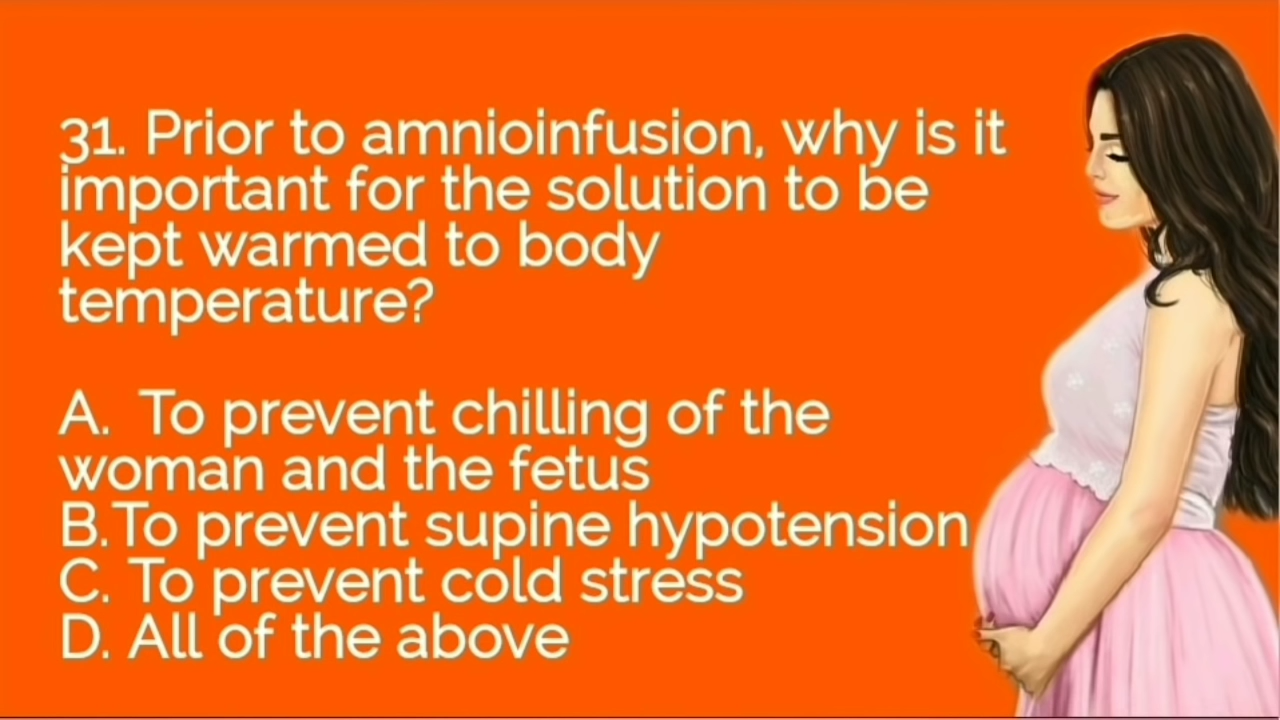 31. Prior to amnioinfusion, why is it
important for the solution to be
kept warmed to body
temperature?
A. To prevent chilling of the
woman and the fetus
B.To prevent supine hypotension
C. To prevent cold stress
D. All of the above